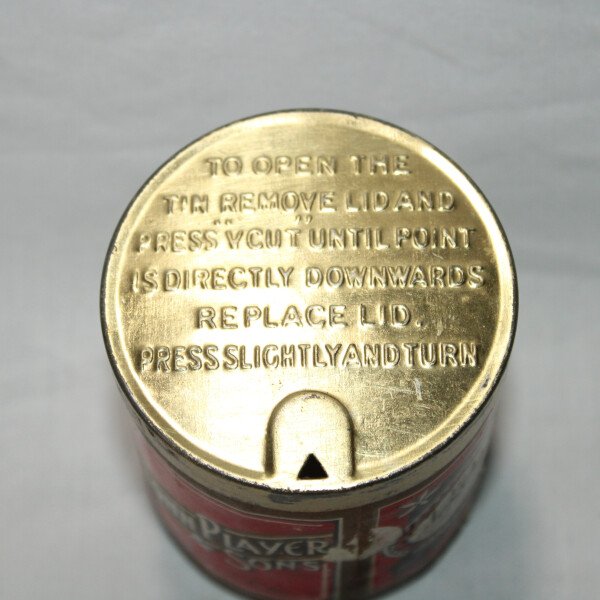 TO OPEN THE
TIN REMOVE LID AND
PRESS "V" CUT UNTIL POINT
IS DIRECTLY DOWNWARDS
REPLACE LID.
PRESS SLIGHTLY AND TURN
PLAYER
SONS